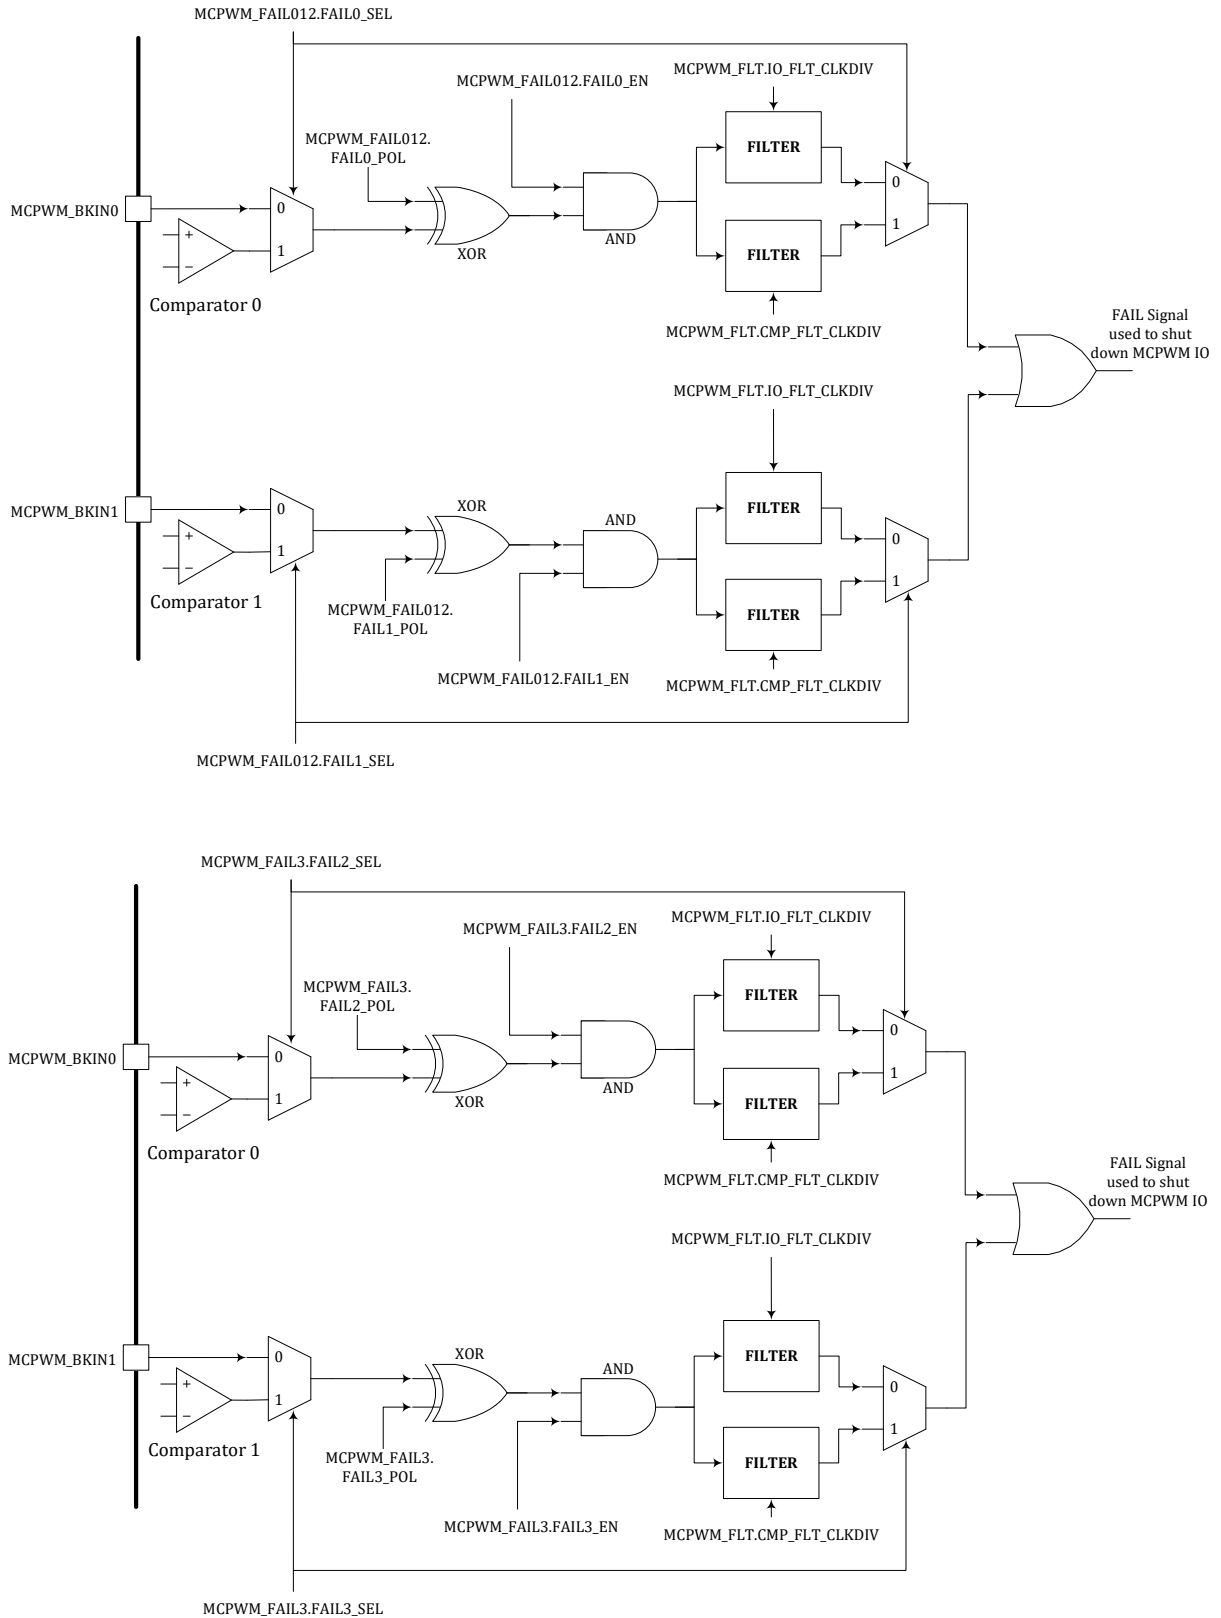 MCPWM_FAIL012.FAIL0_SEL
MCPWM_FLT.IO_FLT_CLKDIV
MCPWM_FAIL012.FAIL0_EN
MCPWM_FAIL012.
FAIL0_POL
FILTER
0
MCPWM_BKIN0
0
+
1
−
XOR
AND
1
FILTER
Comparator 0
MCPWM_FLT.CMP_FLT_CLKDIV
FAIL Signal
used to shut
down MCPWM IO
MCPWM_FLT.IO_FLT_CLKDIV
MCPWM_BKIN1
0
+
1
−
XOR
AND
FILTER
0
1
Comparator 1
MCPWM_FAIL012.
FAIL1_POL
FILTER
MCPWM_FAIL012.FAIL1_EN
MCPWM_FLT.CMP_FLT_CLKDIV
MCPWM_FAIL012.FAIL1_SEL
MCPWM_FAIL3.FAIL2_SEL
MCPWM_FLT.IO_FLT_CLKDIV
MCPWM_FAIL3.FAIL2_EN
MCPWM_FAIL3.
FAIL2_POL
FILTER
0
MCPWM_BKIN0
0
+
1
−
XOR
AND
1
FILTER
Comparator 0
MCPWM_FLT.CMP_FLT_CLKDIV
FAIL Signal
used to shut
down MCPWM IO
MCPWM_FLT.IO_FLT_CLKDIV
MCPWM_BKIN1
0
+
1
−
XOR
AND
FILTER
0
1
Comparator 1
MCPWM_FAIL3.
FAIL3_POL
FILTER
MCPWM_FAIL3.FAIL3_EN
MCPWM_FLT.CMP_FLT_CLKDIV
MCPWM_FAIL3.FAIL3_SEL